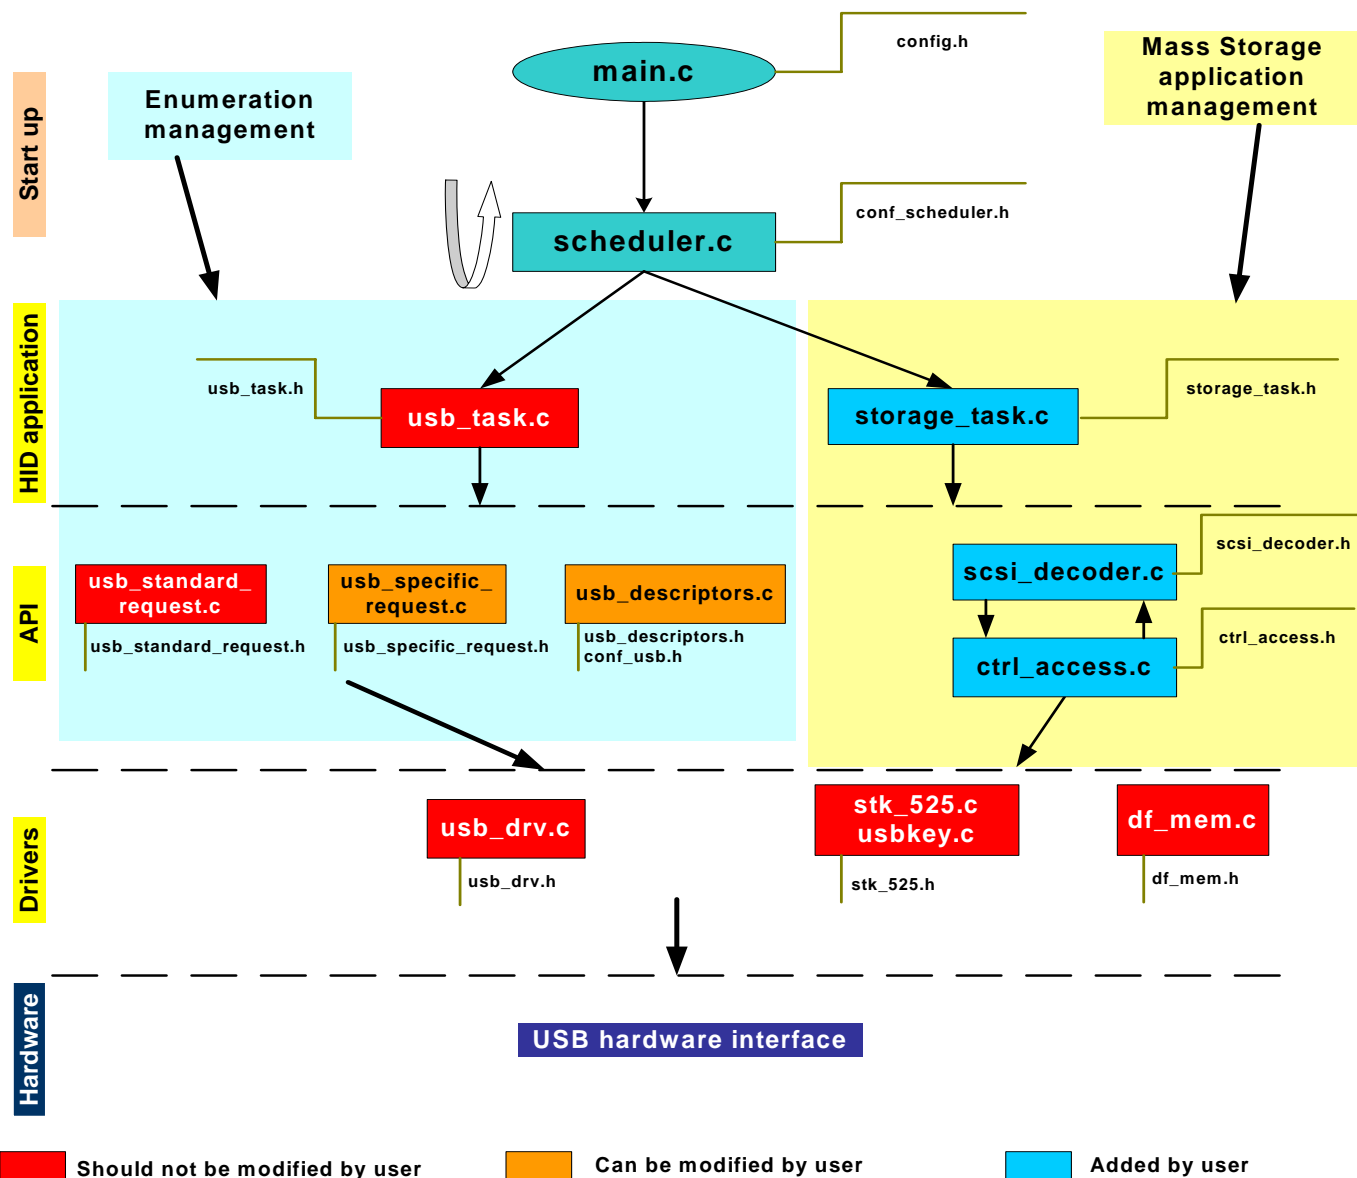 config.h
main.c
Mass Storage
application
management
Enumeration
management
Start up
conf_scheduler.h
scheduler.c
HID application
usb_task.h
usb_task.c
storage_task.c
storage_task.h
API
usb_standard_
request.c
usb_standard_request.h
usb_specific_
request.c
usb_specific_request.h
usb_descriptors.c
usb_descriptors.h
conf_usb.h
scsi_decoder.c
scsi_decoder.h
ctrl_access.c
ctrl_access.h
Drivers
usb_drv.c
usb_drv.h
stk_525.c
usbkey.c
stk_525.h
df_mem.c
df_mem.h
Hardware
USB hardware interface
Should not be modified by user
Can be modified by user
Added by user